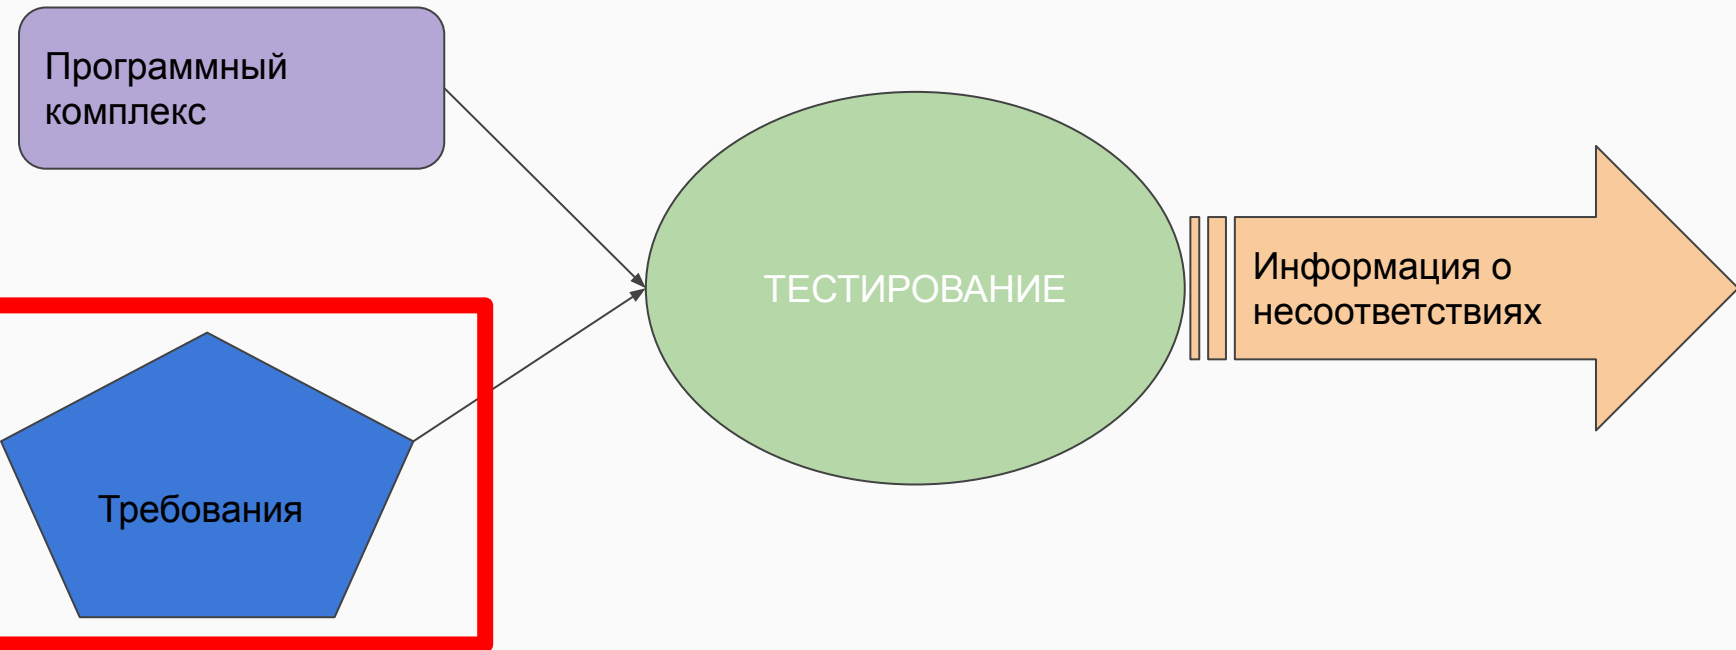 Программный
комплекс
ТЕСТИРОВАНИЕ
Информация о
несоответствиях
Требования